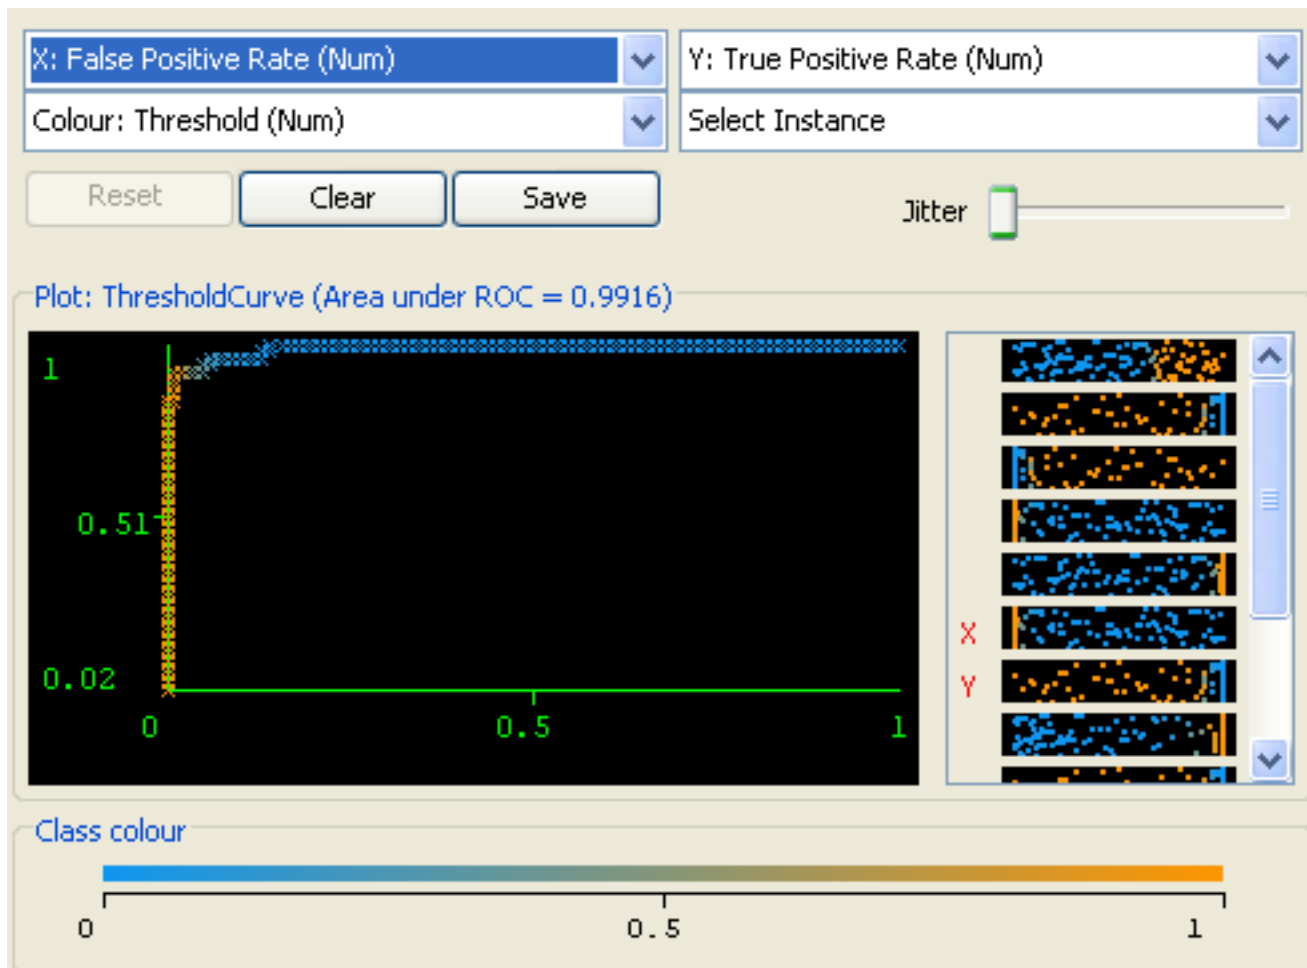 X: False Positive Rate (Num)
Y: True Positive Rate (Num)
Colour: Threshold (Num)
Select Instance
Reset
Clear
Save
Jitter
Plot: ThresholdCurve (Area under ROC = 0.9916)
1
0.51
0.02
0
0.5
1
X
Y
Class colour
0
0.5
1